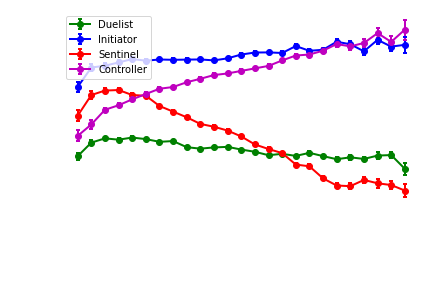 Duelist
Initiator
Sentinel
Controller